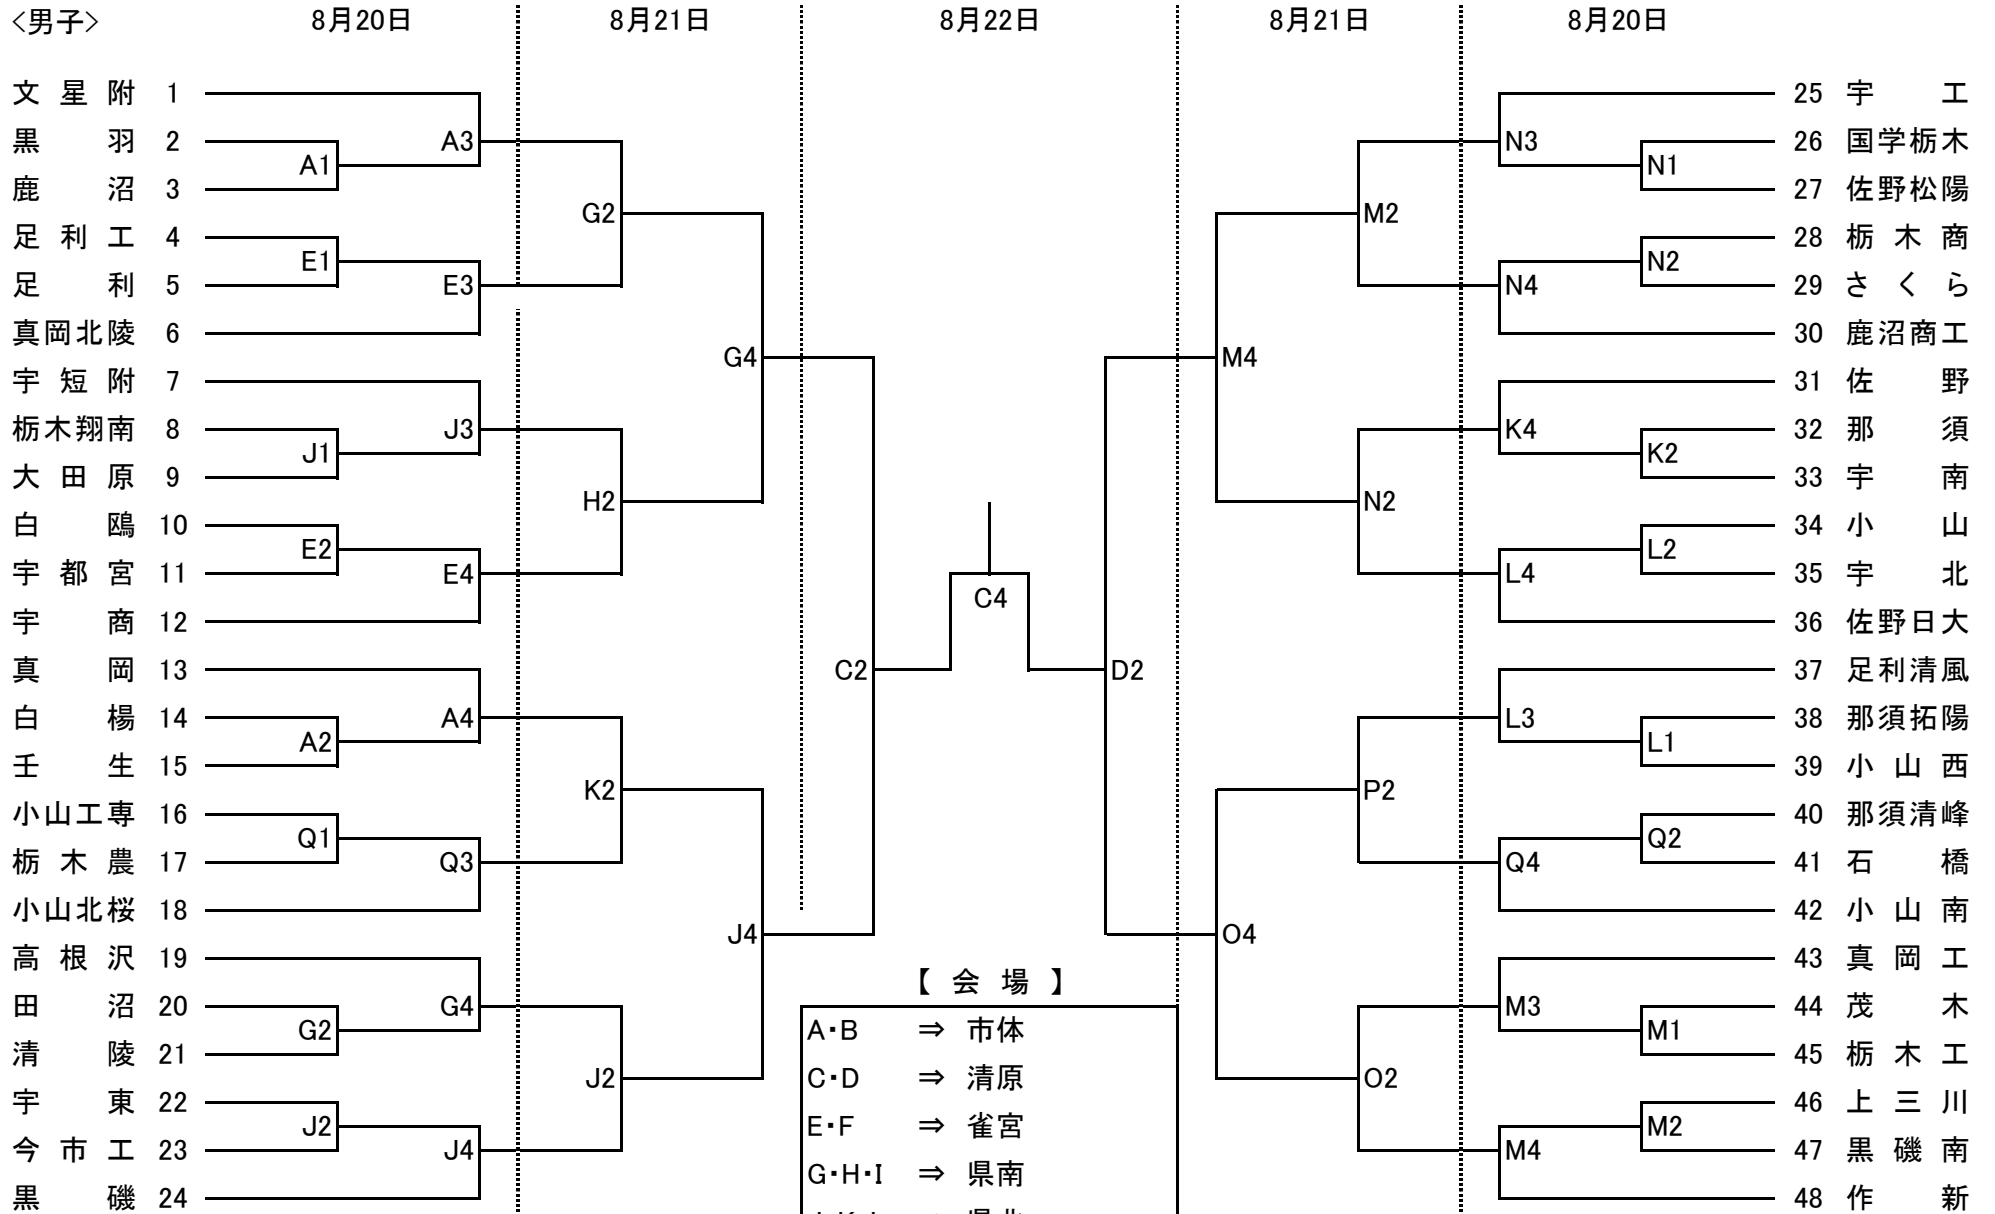 <男子>
8月20日
8月21日
8月22日
8月21日
8月20日
文星附 1
黒羽 2
鹿沼 3
足利工 4
足利 5
真岡北陵 6
宇短附 7
栃木翔南 8
大田原 9
白鴎 10
宇都宮 11
宇商 12
真岡 13
白楊 14
壬生 15
小山工専 16
栃木農 17
小山北桜 18
高根沢 19
田沼 20
清陵 21
宇東 22
今市工 23
黒磯 24
A1
E1
J1
E2
A2
Q1
G2
J2
A3
E3
J3
E4
A4
Q3
G4
J4
G2
H2
K2
J2
G4
J4
C2
C4
D2
M4
O4
M2
N2
P2
O2
N3
N4
K4
L4
L3
Q4
M3
M4
N1
N2
K2
L2
L1
Q2
M1
M2
25 宇工
26 国学栃木
27 佐野松陽
28 栃木商
29 さくら
30 鹿沼商工
31 佐野
32 那須
33 宇南
34 小山
35 宇北
36 佐野日大
37 足利清風
38 那須拓陽
39 小山西
40 那須清峰
41 石橋
42 小山南
43 真岡工
44 茂木
45 栃木工
46 上三川
47 黒磯南
48 作新
【会場】
A・B ⇒ 市体
C・D ⇒ 清原
E・F ⇒ 雀宮
G・H・I ⇒ 県南